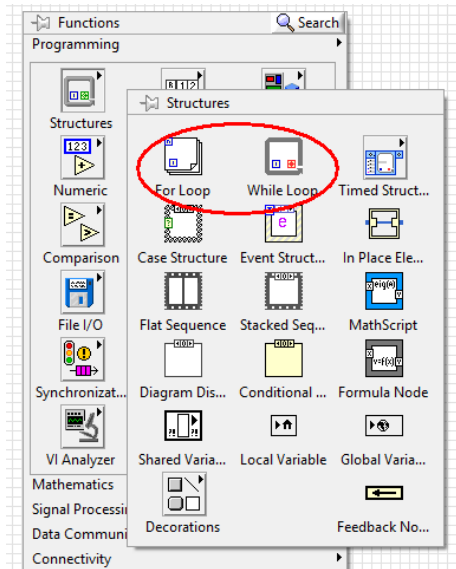 Functions
Search
Programming
Structures
Structures
Numeric
Comparison
File I/O
Synchronizat...
VI Analyzer
Mathematics
Signal Processi
Data Communi
Connectivity
For Loop
While Loop
Timed Struct...
Case Structure
Event Struct...
In Place Ele...
Flat Sequence
Stacked Seq...
MathScript
Diagram Dis...
Conditional ...
Formula Node
Shared Varia...
Local Variable
Global Varia...
Decorations
Feedback No...